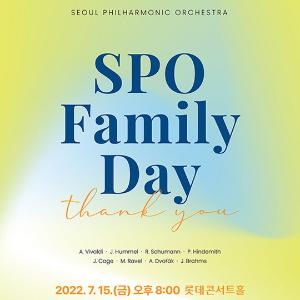 SEOUL PHILHARMONIC ORCHESTRA
SPO
Family
Day
thank you
A. Vivaldi · J. Hummel · R. Schumann · P. Hindemith
J. Cage · M. Ravel · A. Dvořák · J. Brahms
2022. 7. 15.(금) 오후 8:00 롯데콘서트홀